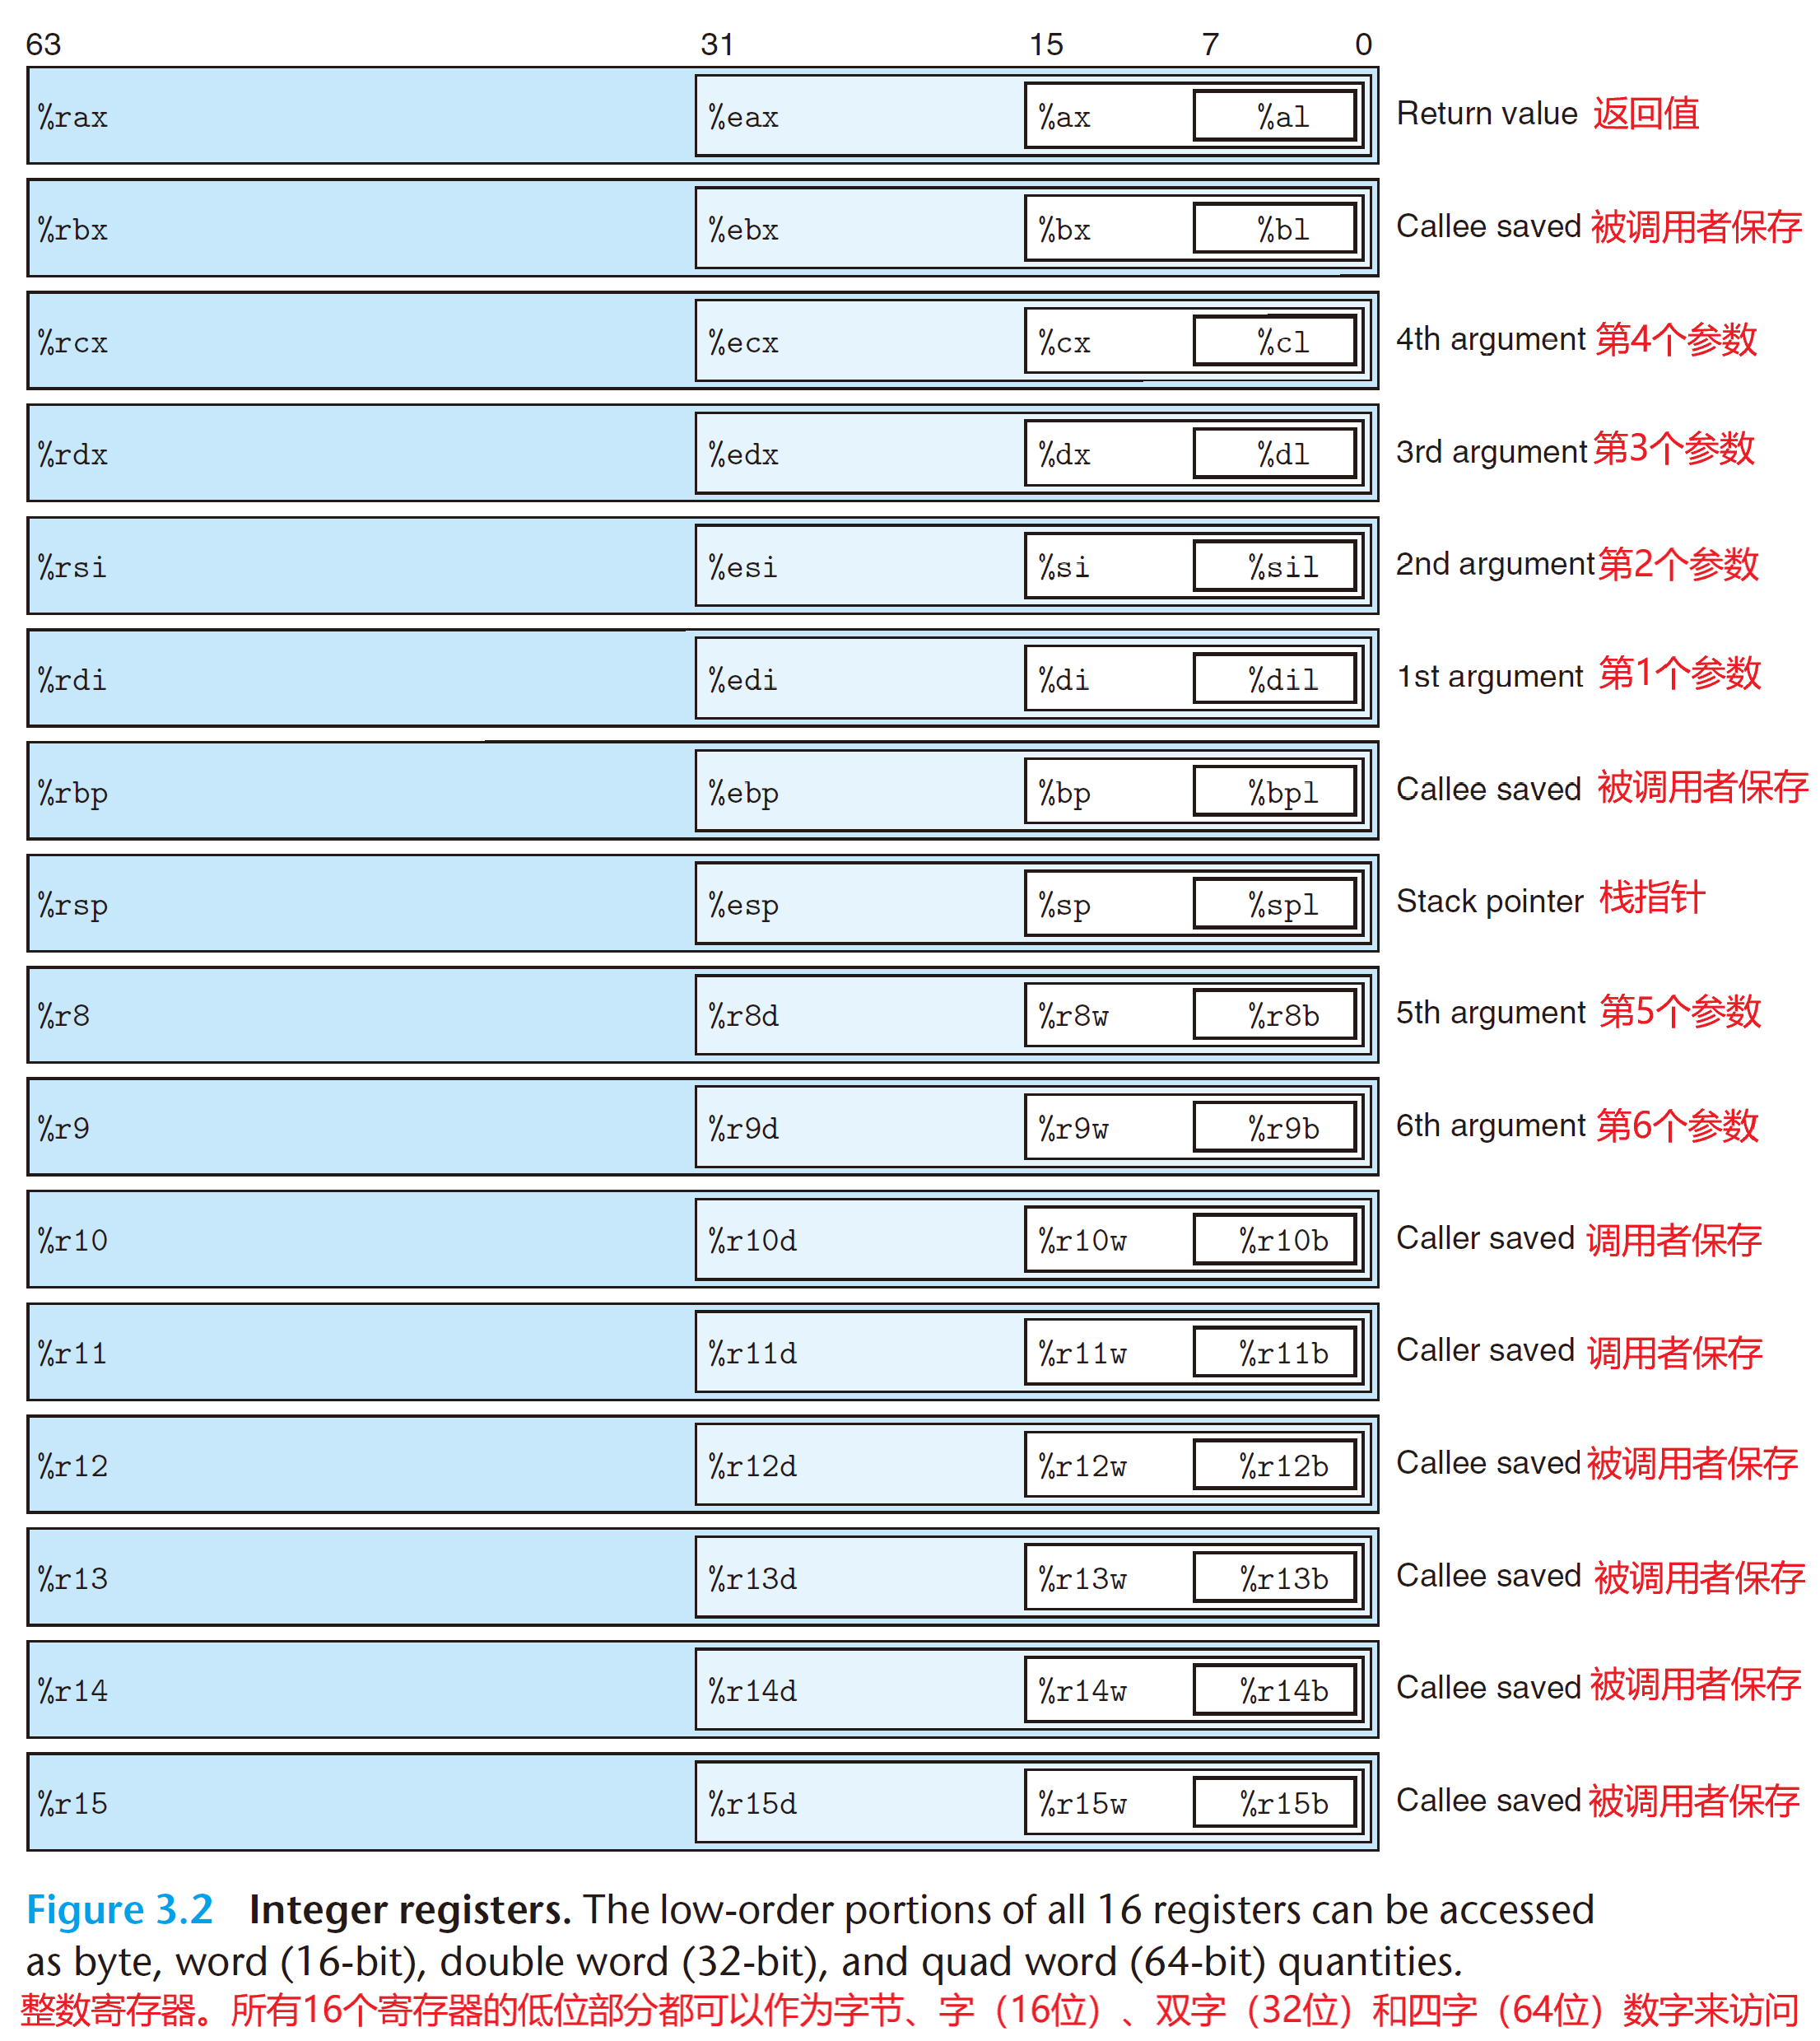 63 31 15 7 0
%rax %eax %ax %al Return value 返回值
%rbx %ebx %bx %bl Callee saved 被调用者保存
%rcx %ecx %cx %cl 4th argument 第4个参数
%rdx %edx %dx %dl 3rd argument 第3个参数
%rsi %esi %si %sil 2nd argument 第2个参数
%rdi %edi %di %dil 1st argument 第1个参数
%rbp %ebp %bp %bpl Callee saved 被调用者保存
%rsp %esp %sp %spl Stack pointer 栈指针
%r8 %r8d %r8w %r8b 5th argument 第5个参数
%r9 %r9d %r9w %r9b 6th argument 第6个参数
%r10 %r10d %r10w %r10b Caller saved 调用者保存
%r11 %r11d %r11w %r11b Caller saved 调用者保存
%r12 %r12d %r12w %r12b Callee saved 被调用者保存
%r13 %r13d %r13w %r13b Callee saved 被调用者保存
%r14 %r14d %r14w %r14b Callee saved 被调用者保存
%r15 %r15d %r15w %r15b Callee saved 被调用者保存
Figure 3.2 Integer registers. The low-order portions of all 16 registers can be accessed
as byte, word (16-bit), double word (32-bit), and quad word (64-bit) quantities.
整数寄存器。所有16个寄存器的低位部分都可以作为字节、字（16位）、双字（32位）和四字（64位）数字来访问